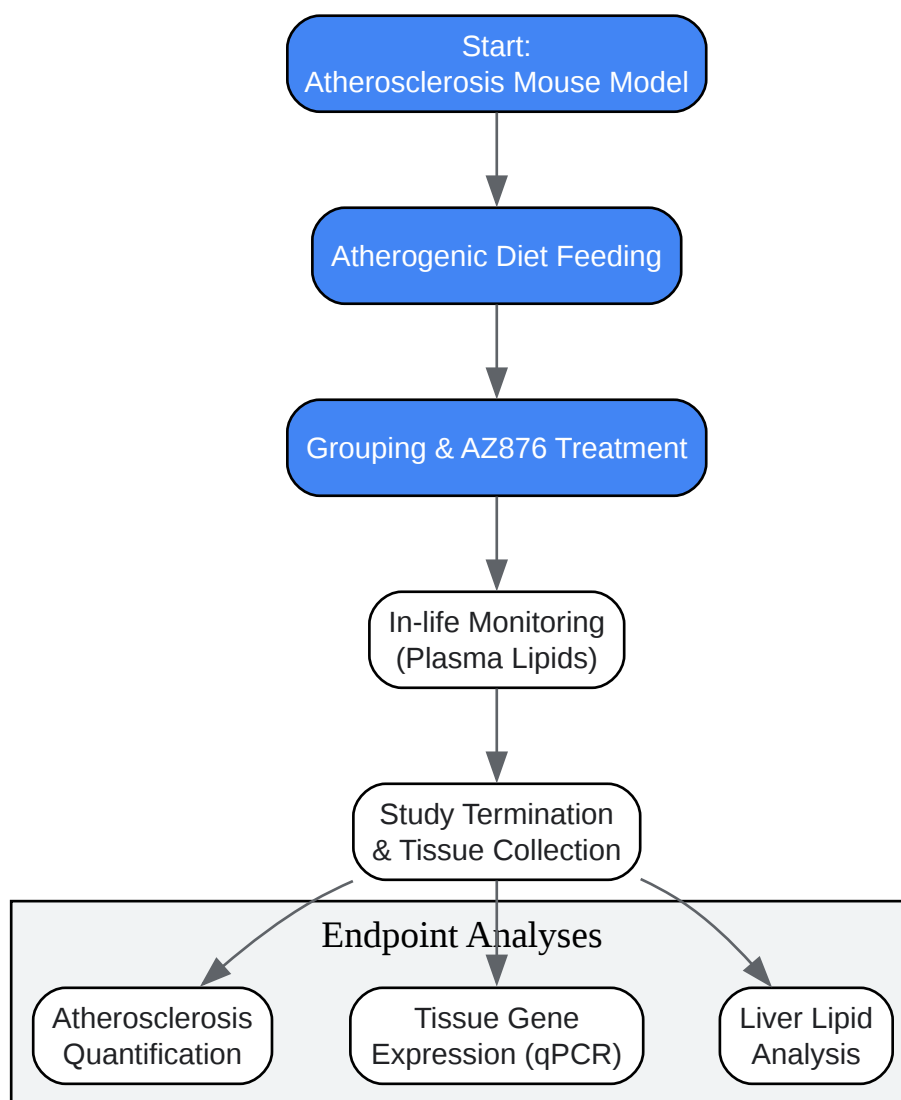 Start:
Atherosclerosis Mouse Model
Atherogenic Diet Feeding
Grouping & AZ876 Treatment
In-life Monitoring
(Plasma Lipids)
Study Termination
& Tissue Collection
Endpoint Analyses
Atherosclerosis
Quantification
Tissue Gene
Expression (qPCR)
Liver Lipid
Analysis